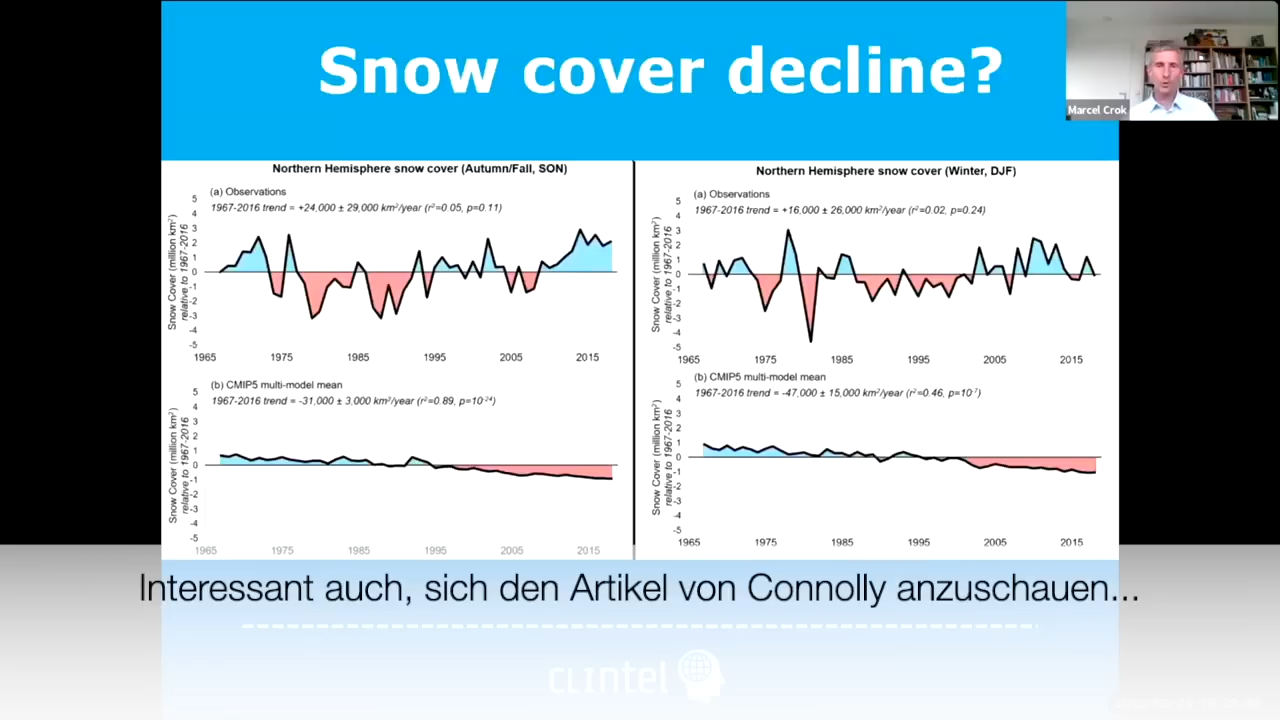 Snow cover decline?
Marcel Crok
Northern Hemisphere snow cover (Autumn/Fall, SON)
(a) Observations
1967-2016 trend = +24,000 ± 29,000 km²/year (r²=0.05, p=0.11)
Snow Cover (million km²)
relative to 1967-2016
5
4
3
2
1
0
-1
-2
-3
-4
-5
1965 1975 1985 1995 2005 2015
(b) CMIP5 multi-model mean
1967-2016 trend = -31,000 ± 3,000 km²/year (r²=0.89, p=10⁻²⁴)
Snow Cover (million km²)
relative to 1967-2016
5
4
3
2
1
0
-1
-2
-3
-4
-5
1965 1975 1985 1995 2005 2015
Northern Hemisphere snow cover (Winter, DJF)
(a) Observations
1967-2016 trend = +16,000 ± 26,000 km²/year (r²=0.02, p=0.24)
Snow Cover (million km²)
relative to 1967-2016
5
4
3
2
1
0
-1
-2
-3
-4
-5
1965 1975 1985 1995 2005 2015
(b) CMIP5 multi-model mean
1967-2016 trend = -47,000 ± 15,000 km²/year (r²=0.46, p=10⁻⁷)
Snow Cover (million km²)
relative to 1967-2016
5
4
3
2
1
0
-1
-2
-3
-4
-5
1965 1975 1985 1995 2005 2015
Interessant auch, sich den Artikel von Connolly anzuschauen...
CLINTEL